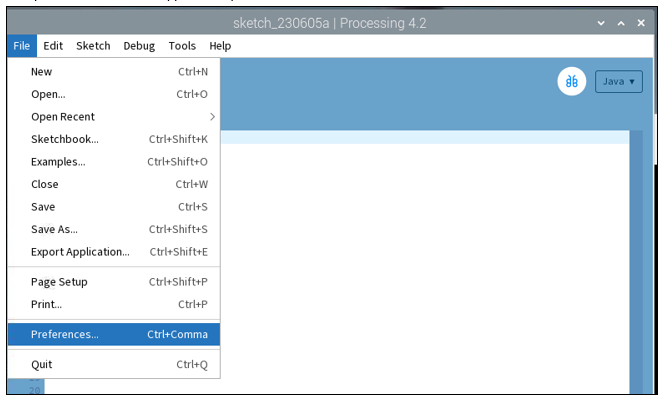 sketch_230605a | Processing 4.2
File Edit Sketch Debug Tools Help
New Ctrl+N
Open... Ctrl+O
Java ▾
Open Recent >
Sketchbook... Ctrl+Shift+K
Examples... Ctrl+Shift+O
Close Ctrl+W
Save Ctrl+S
Save As... Ctrl+Shift+S
Export Application... Ctrl+Shift+E
Page Setup Ctrl+Shift+P
Print... Ctrl+P
Preferences... Ctrl+Comma
Quit Ctrl+Q